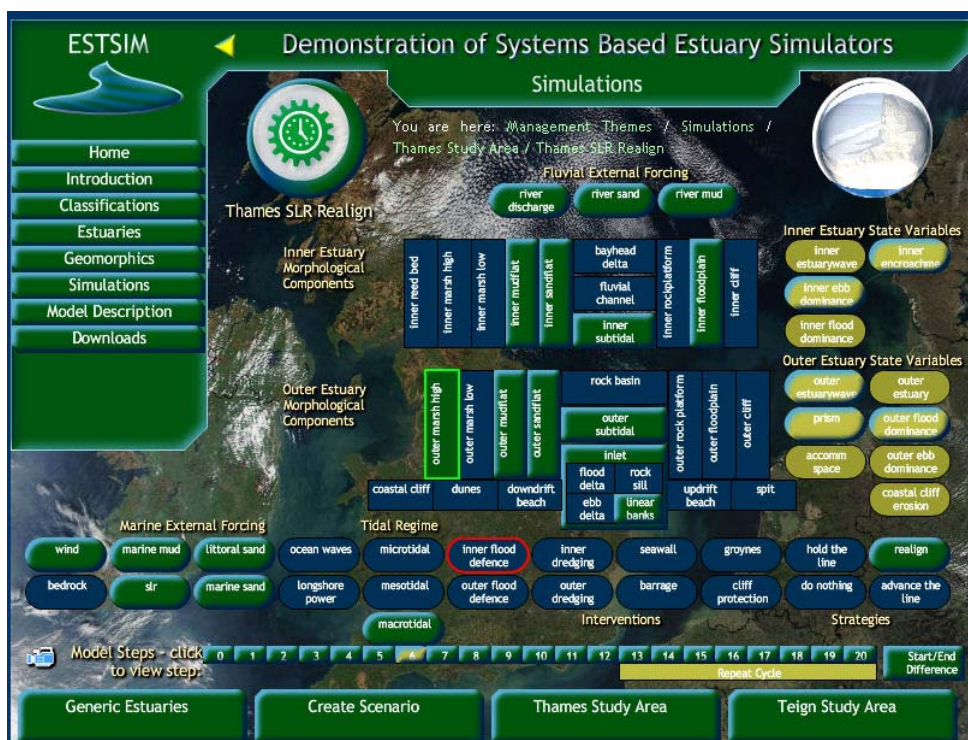 ESTSIM
Demonstration of Systems Based Estuary Simulators
Simulations
You are here: Management Themes / Simulations /
Thames Study Area / Thames SLR Realign
Home
Introduction
Classifications
Estuaries
Geomorphics
Simulations
Model Description
Downloads
Thames SLR Realign
Fluvial External Forcing
river
discharge
river sand
river mud
Inner Estuary
Morphological
Components
inner reed bed
inner marsh high
inner marsh low
inner mudflat
inner sandflat
bayhead
delta
fluvial
channel
inner
subtidal
inner rockplatform
inner floodplain
inner cliff
Inner Estuary State Variables
inner
estuarywave
inner
encroachme
inner ebb
dominance
inner flood
dominance
Outer Estuary
Morphological
Components
outer marsh high
outer marsh low
outer mudflat
outer sandflat
rock basin
outer
subtidal
inlet
flood
delta
rock
sill
ebb
delta
linear
banks
outer rock platform
outer floodplain
outer cliff
coastal cliff
dunes
downdrift
beach
updrift
beach
spit
Outer Estuary State Variables
outer
estuarywave
outer
estuary
prism
outer flood
dominance
accomm
space
outer ebb
dominance
coastal cliff
erosion
Marine External Forcing
Tidal Regime
wind
marine mud
littoral sand
ocean waves
microtidal
inner flood
defence
inner
dredging
seawall
groynes
hold the
line
realign
bedrock
slr
marine sand
longshore
power
mesotidal
outer flood
defence
outer
dredging
barrage
cliff
protection
do nothing
advance the
line
macrotidal
Interventions
Strategies
Model Steps - click
to view step:
0 1 2 3 4 5 6 7 8 9 10 11 12 13 14 15 16 17 18 19 20
Repeat Cycle
Start/End
Difference
Generic Estuaries
Create Scenario
Thames Study Area
Teign Study Area